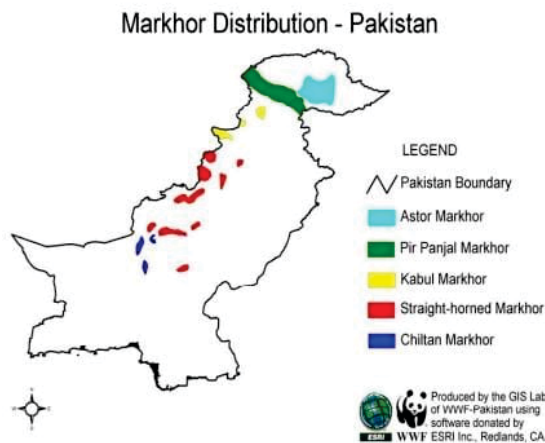 Markhor Distribution - Pakistan
LEGEND
Pakistan Boundary
Astor Markhor
Pir Panjal Markhor
Kabul Markhor
Straight-horned Markhor
Chiltan Markhor
Produced by the GIS Lab
of WWF-Pakistan using
software donated by
ESRI Inc., Redlands, CA
ESRI
WWF